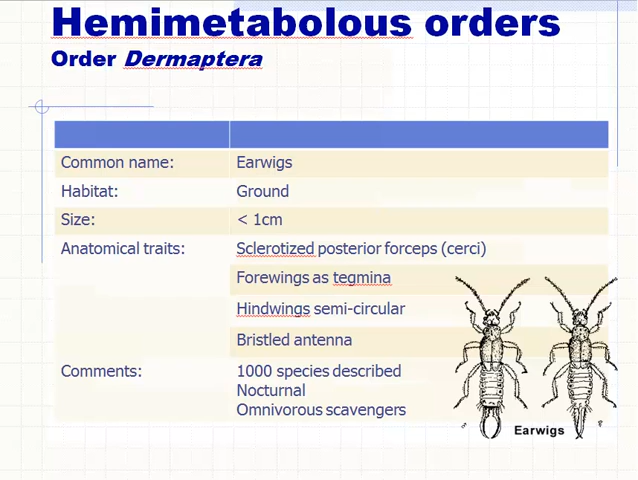 Hemimetabolous orders
Order Dermaptera
Common name: Earwigs
Habitat: Ground
Size: < 1cm
Anatomical traits: Sclerotized posterior forceps (cerci)
Forewings as tegmina
Hindwings semi-circular
Bristled antenna
Comments: 1000 species described
Nocturnal
Omnivorous scavengers
♂ Earwigs ♀